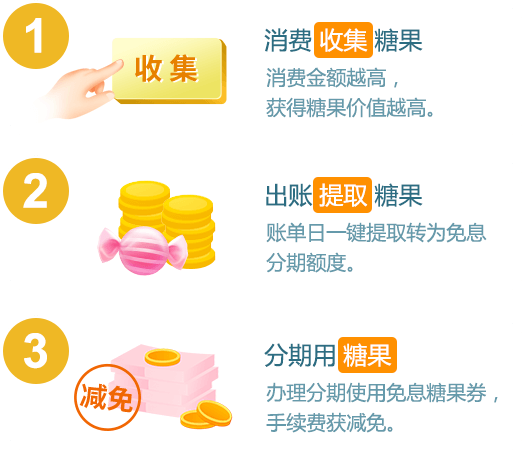 1
收集
消费 收集 糖果
消费金额越高，
获得糖果价值越高。
2
出账 提取 糖果
账单日一键提取转为免息
分期额度。
3
减免
分期用 糖果
办理分期使用免息糖果券，
手续费获减免。